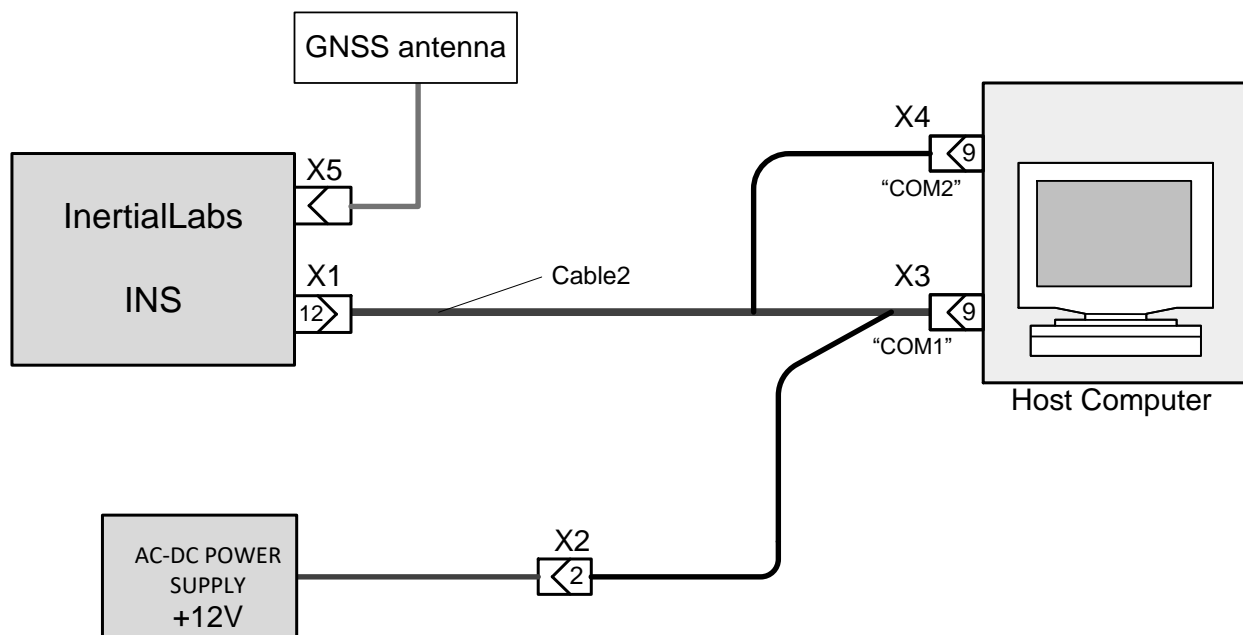 GNSS antenna
X4
9
“COM2”
X5
InertialLabs
INS
X1
12
Cable2
X3
9
“COM1”
Host Computer
X2
2
AC-DC POWER
SUPPLY
+12V